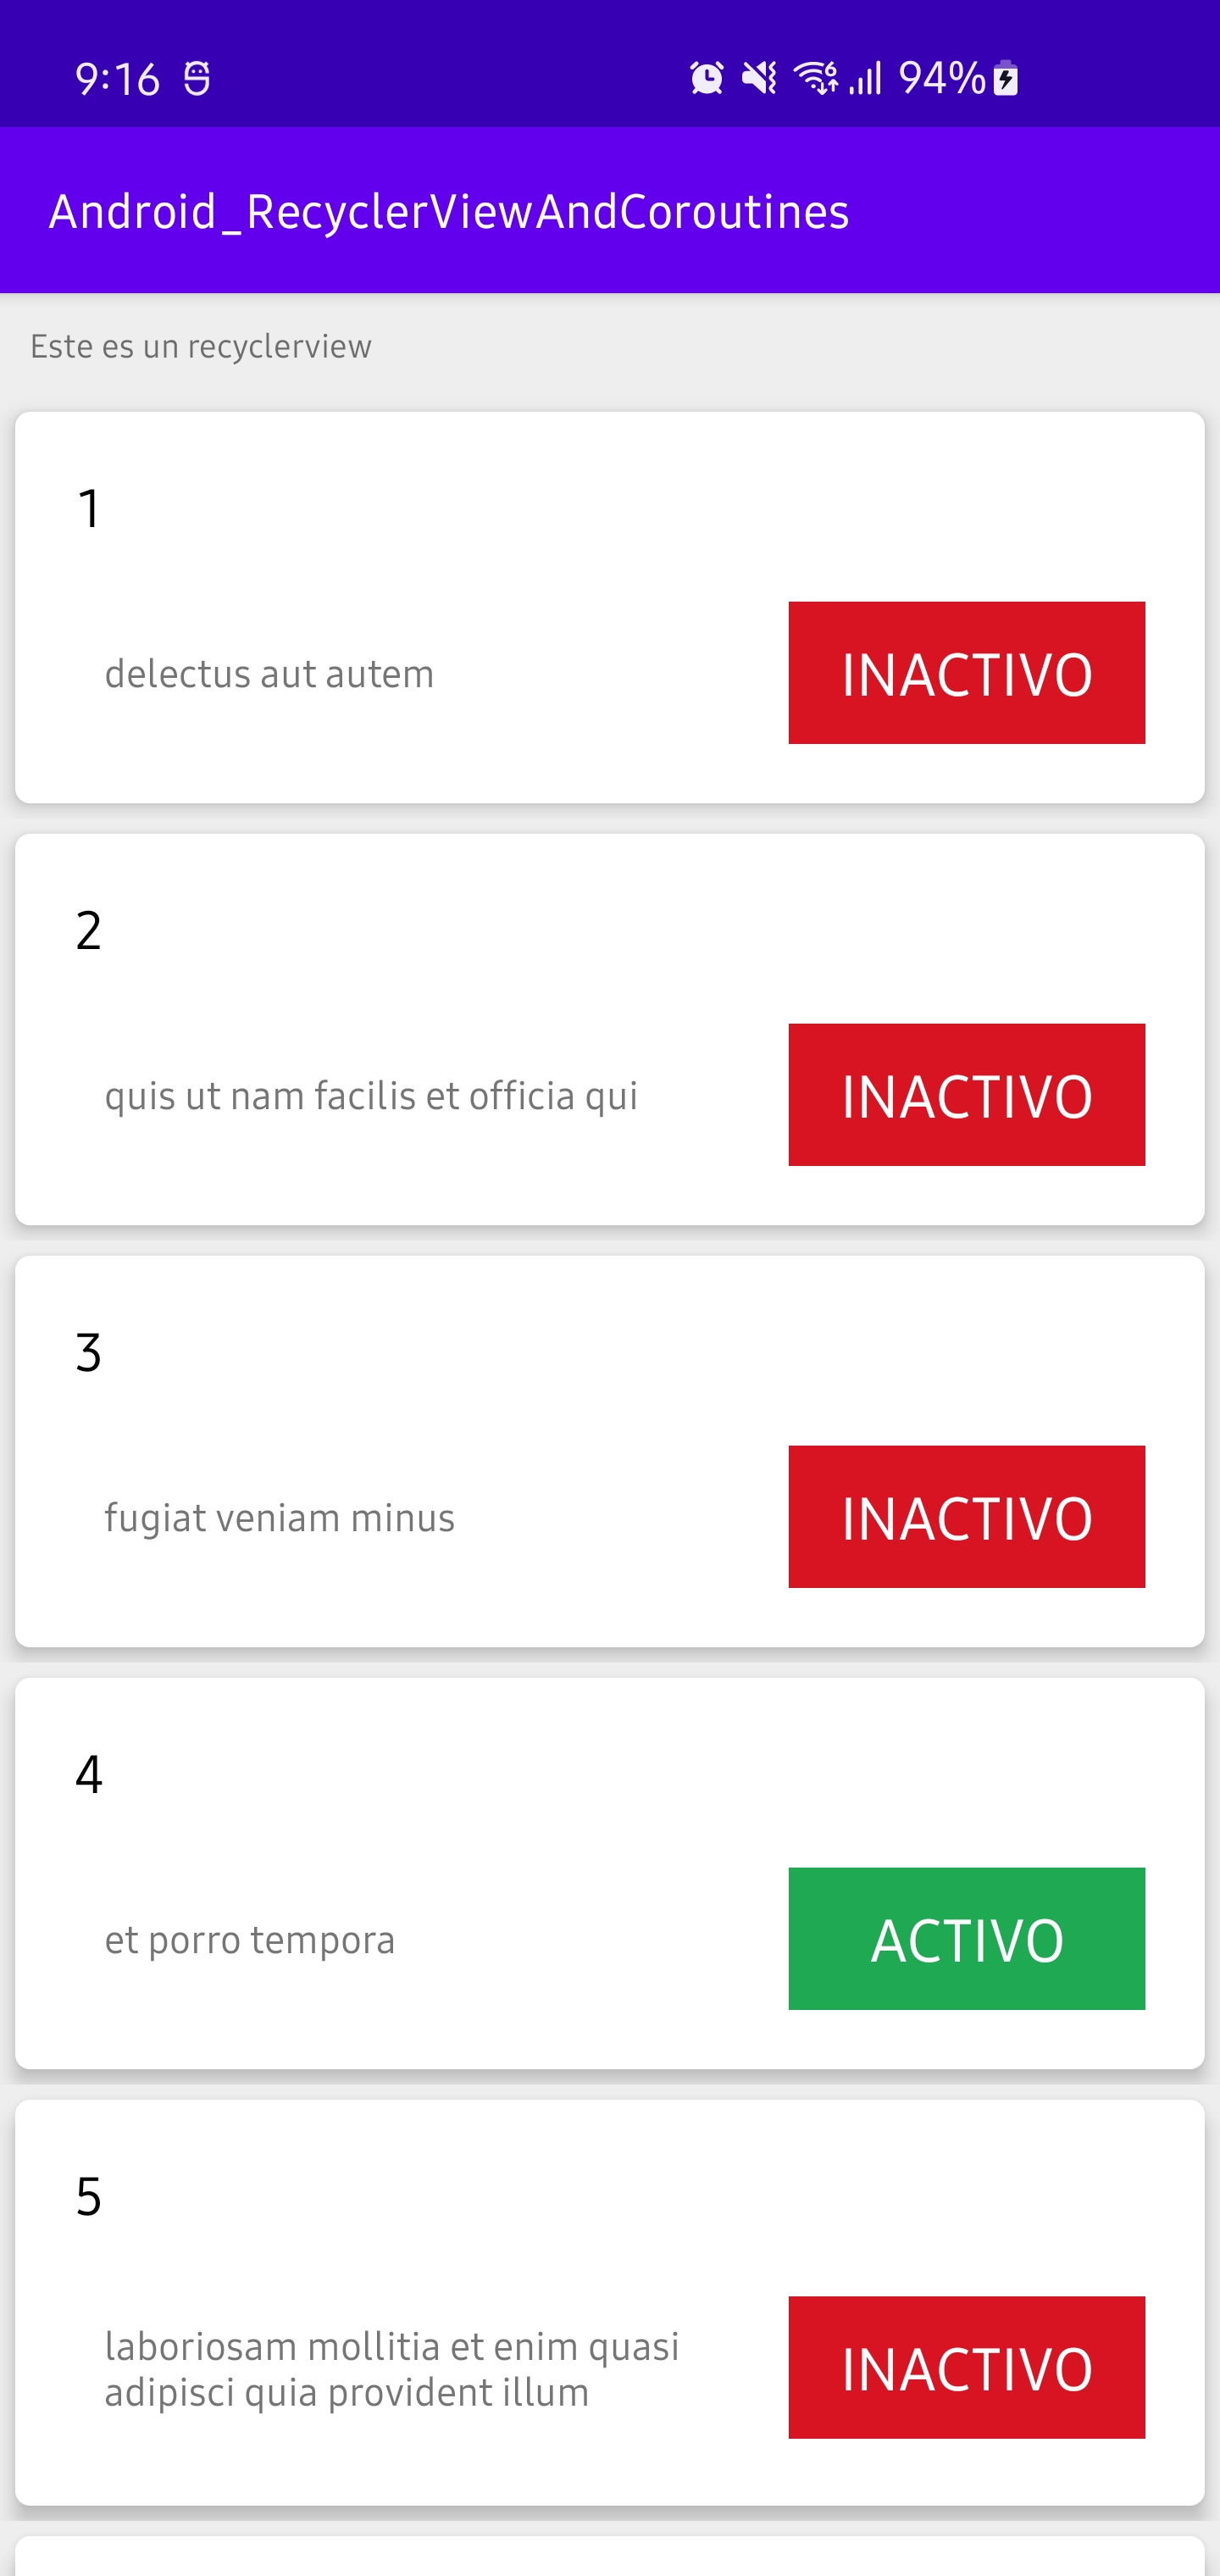 9:16
94%
Android_RecyclerViewAndCoroutines
Este es un recyclerview
1
delectus aut autem
INACTIVO
2
quis ut nam facilis et officia qui
INACTIVO
3
fugiat veniam minus
INACTIVO
4
et porro tempora
ACTIVO
5
laboriosam mollitia et enim quasi
adipisci quia provident illum
INACTIVO